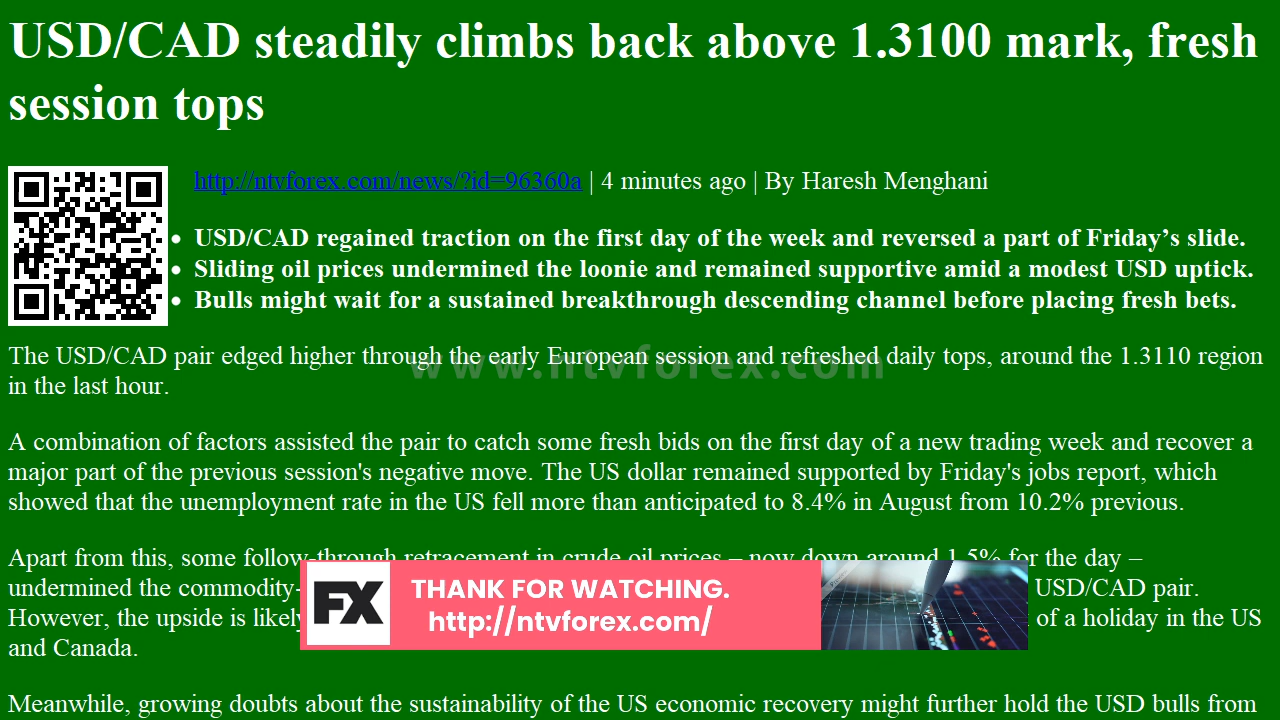 USD/CAD steadily climbs back above 1.3100 mark, fresh
session tops
http://ntvforex.com/news/?id=96360a | 4 minutes ago | By Haresh Menghani
• USD/CAD regained traction on the first day of the week and reversed a part of Friday’s slide.
• Sliding oil prices undermined the loonie and remained supportive amid a modest USD uptick.
• Bulls might wait for a sustained breakthrough descending channel before placing fresh bets.
The USD/CAD pair edged higher through the early European session and refreshed daily tops, around the 1.3110 region
www.ntvforex.com
in the last hour.
A combination of factors assisted the pair to catch some fresh bids on the first day of a new trading week and recover a
major part of the previous session's negative move. The US dollar remained supported by Friday's jobs report, which
showed that the unemployment rate in the US fell more than anticipated to 8.4% in August from 10.2% previous.
Apart from this, some follow-through retracement in crude oil prices – now down around 1.5% for the day –
undermined the commodity- USD/CAD pair.
However, the upside is likely of a holiday in the US
and Canada.
FX
THANK FOR WATCHING.
http://ntvforex.com/
Meanwhile, growing doubts about the sustainability of the US economic recovery might further hold the USD bulls from